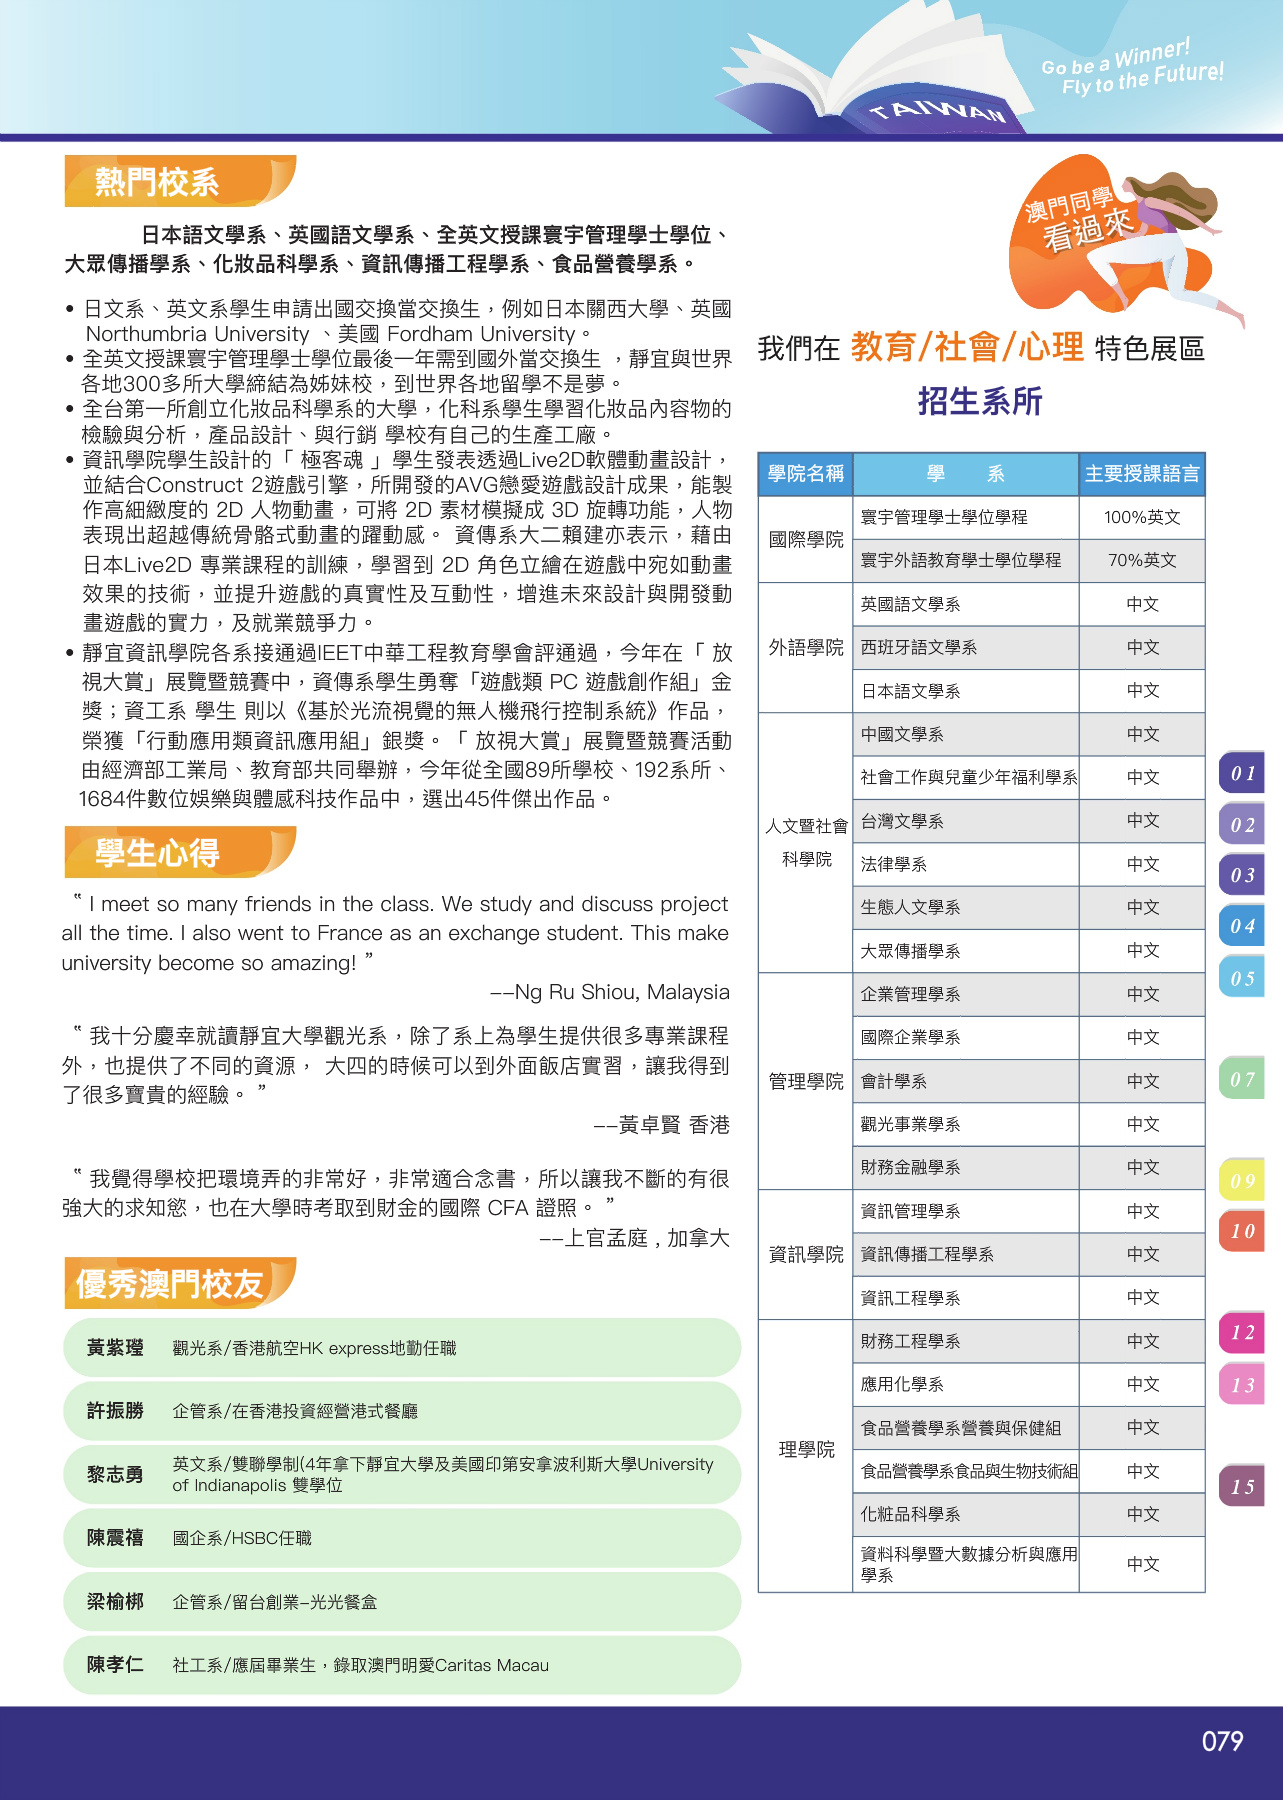 Go be a Winner!
Fly to the Future!
TAIWAN
熱門校系
日本語文學系、英國語文學系、全英文授課寰宇管理學士學位、
大眾傳播學系、化妝品科學系、資訊傳播工程學系、食品營養學系。
• 日文系、英文系學生申請出國交換當交換生，例如日本關西大學、英國
Northumbria University 、美國 Fordham University。
• 全英文授課寰宇管理學士學位最後一年需到國外當交換生 ，靜宜與世界
各地300多所大學締結為姊妹校，到世界各地留學不是夢。
• 全台第一所創立化妝品科學系的大學，化科系學生學習化妝品內容物的
檢驗與分析，產品設計、與行銷 學校有自己的生產工廠。
• 資訊學院學生設計的「 極客魂 」學生發表透過Live2D軟體動畫設計，
並結合Construct 2遊戲引擎，所開發的AVG戀愛遊戲設計成果，能製
作高細緻度的 2D 人物動畫，可將 2D 素材模擬成 3D 旋轉功能，人物
表現出超越傳統骨骼式動畫的躍動感。 資傳系大二賴建亦表示，藉由
日本Live2D 專業課程的訓練，學習到 2D 角色立繪在遊戲中宛如動畫
效果的技術，並提升遊戲的真實性及互動性，增進未來設計與開發動
畫遊戲的實力，及就業競爭力。
• 靜宜資訊學院各系接通過IEET中華工程教育學會評通過，今年在「 放
視大賞」展覽暨競賽中，資傳系學生勇奪「遊戲類 PC 遊戲創作組」金
獎；資工系 學生 則以《基於光流視覺的無人機飛行控制系統》作品，
榮獲「行動應用類資訊應用組」銀獎。「 放視大賞」展覽暨競賽活動
由經濟部工業局、教育部共同舉辦，今年從全國89所學校、192系所、
1684件數位娛樂與體感科技作品中，選出45件傑出作品。
學生心得
“ I meet so many friends in the class. We study and discuss project
all the time. I also went to France as an exchange student. This make
university become so amazing! ”
--Ng Ru Shiou, Malaysia
“ 我十分慶幸就讀靜宜大學觀光系，除了系上為學生提供很多專業課程
外，也提供了不同的資源， 大四的時候可以到外面飯店實習，讓我得到
了很多寶貴的經驗。 ”
--黃卓賢 香港
“ 我覺得學校把環境弄的非常好，非常適合念書，所以讓我不斷的有很
強大的求知慾，也在大學時考取到財金的國際 CFA 證照。 ”
--上官孟庭 , 加拿大
優秀澳門校友
黃紫瓊 觀光系/香港航空HK express地勤任職
許振勝 企管系/在香港投資經營港式餐廳
黎志勇 英文系/雙聯學制(4年拿下靜宜大學及美國印第安拿波利斯大學University
of Indianapolis 雙學位
陳震禧 國企系/HSBC任職
梁榆梆 企管系/留台創業-光光餐盒
陳孝仁 社工系/應屆畢業生，錄取澳門明愛Caritas Macau
澳門同學
看過來
我們在 教育/社會/心理 特色展區
招生系所
學院名稱 學 系 主要授課語言
國際學院
寰宇管理學士學位學程 100%英文
寰宇外語教育學士學位學程 70%英文
外語學院
英國語文學系 中文
西班牙語文學系 中文
日本語文學系 中文
人文暨社會
科學院
中國文學系 中文
社會工作與兒童少年福利學系 中文
台灣文學系 中文
法律學系 中文
生態人文學系 中文
大眾傳播學系 中文
管理學院
企業管理學系 中文
國際企業學系 中文
會計學系 中文
觀光事業學系 中文
財務金融學系 中文
資訊學院
資訊管理學系 中文
資訊傳播工程學系 中文
資訊工程學系 中文
理學院
財務工程學系 中文
應用化學系 中文
食品營養學系營養與保健組 中文
食品營養學系食品與生物技術組 中文
化粧品科學系 中文
資料科學暨大數據分析與應用 中文
學系
01
02
03
04
05
07
09
10
12
13
15
079